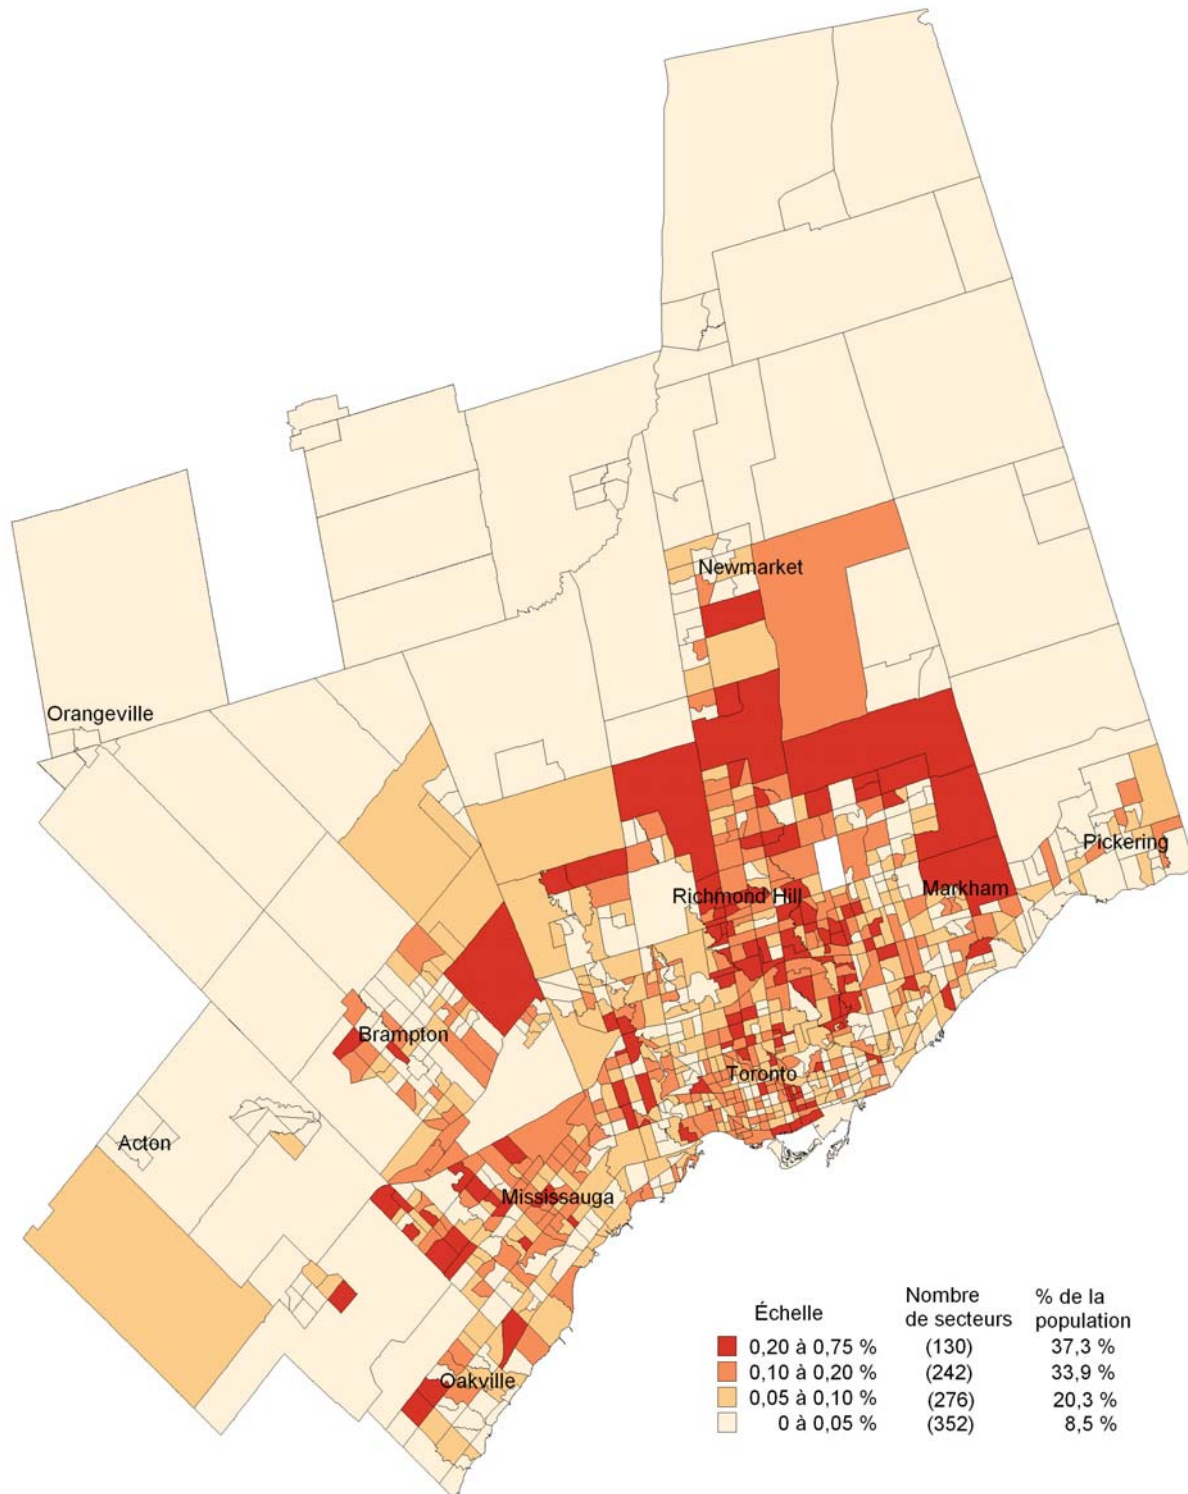 Newmarket
Orangeville
Pickering
Markham
Richmond Hill
Brampton
Toronto
Acton
Mississauga
Oakville
Échelle Nombre de secteurs % de la population
0,20 à 0,75 % (130) 37,3 %
0,10 à 0,20 % (242) 33,9 %
0,05 à 0,10 % (276) 20,3 %
0 à 0,05 % (352) 8,5 %